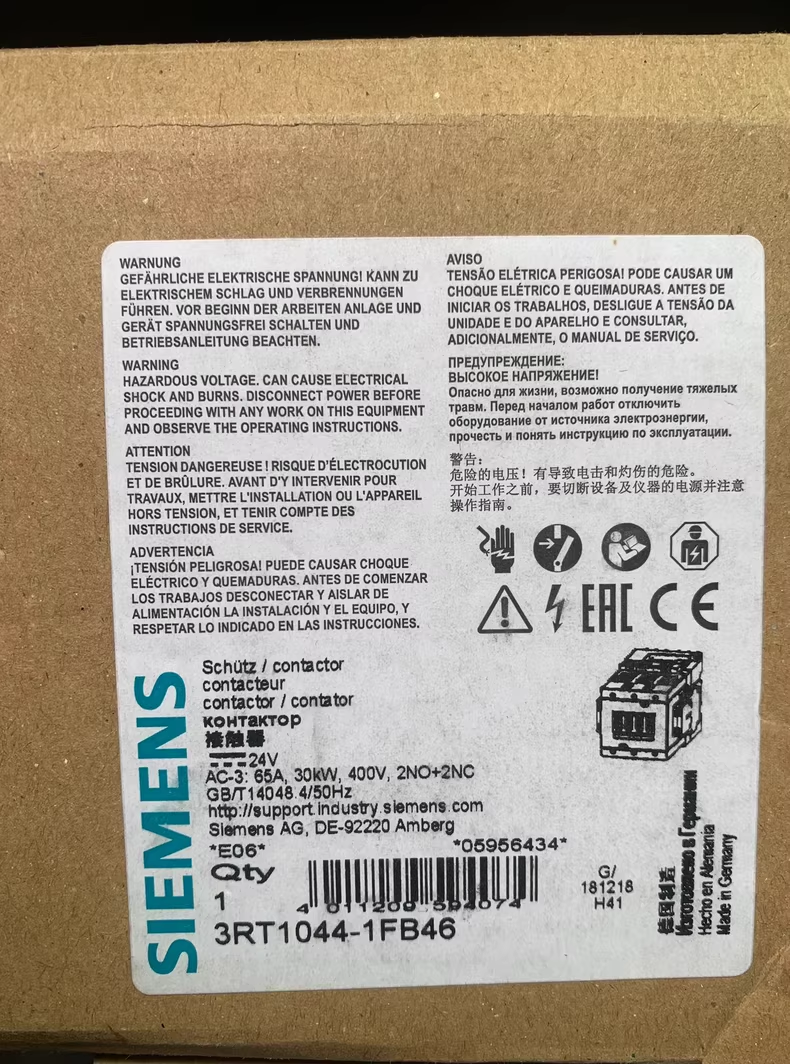 WARNUNG
GEFÄHRLICHE ELEKTRISCHE SPANNUNG! KANN ZU
ELEKTRISCHEM SCHLAG UND VERBRENNUNGEN
FÜHREN. VOR BEGINN DER ARBEITEN ANLAGE UND
GERÄT SPANNUNGSFREI SCHALTEN UND
BETRIEBSANLEITUNG BEACHTEN.
WARNING
HAZARDOUS VOLTAGE. CAN CAUSE ELECTRICAL
SHOCK AND BURNS. DISCONNECT POWER BEFORE
PROCEEDING WITH ANY WORK ON THIS EQUIPMENT
AND OBSERVE THE OPERATING INSTRUCTIONS.
ATTENTION
TENSION DANGEREUSE! RISQUE D'ÉLECTROCUTION
ET DE BRÛLURE. AVANT D'Y INTERVENIR POUR
TRAVAUX, METTRE L'INSTALLATION OU L'APPAREIL
HORS TENSION, ET TENIR COMPTE DES
INSTRUCTIONS DE SERVICE.
ADVERTENCIA
¡TENSIÓN PELIGROSA! PUEDE CAUSAR CHOQUE
ELÉCTRICO Y QUEMADURAS. ANTES DE COMENZAR
LOS TRABAJOS DESCONECTAR Y AISLAR DE
ALIMENTACIÓN LA INSTALACIÓN Y EL EQUIPO, Y
RESPETAR LO INDICADO EN LAS INSTRUCCIONES.
AVISO
TENSÃO ELÉTRICA PERIGOSA! PODE CAUSAR UM
CHOQUE ELÉTRICO E QUEIMADURAS. ANTES DE
INICIAR OS TRABALHOS, DESLIGUE A TENSÃO DA
UNIDADE E DO APARELHO E CONSULTAR,
ADICIONALMENTE, O MANUAL DE SERVIÇO.
ПРЕДУПРЕЖДЕНИЕ:
ВЫСОКОЕ НАПРЯЖЕНИЕ!
Опасно для жизни, возможно получение тяжелых
травм. Перед началом работ отключить
оборудование от источника электроэнергии,
прочесть и понять инструкцию по эксплуатации.
警告：
危险的电压！有导致电击和灼伤的危险。
开始工作之前，要切断设备及仪器的电源并注意
操作指南。
EAC CE
SIEMENS
Schütz / contactor
contacteur
contactor / contator
контактор
接触器
24V
AC-3: 65A, 30kW, 400V, 2NO+2NC
GB/T14048.4/50Hz
http://support.industry.siemens.com
Siemens AG, DE-92220 Amberg
*E06* *05956434*
Qty
1
4 011209 594074
3RT1044-1FB46
G/
181218
H41
德国制造
Изготовлено в Германии
Hecho en Alemania
Made in Germany